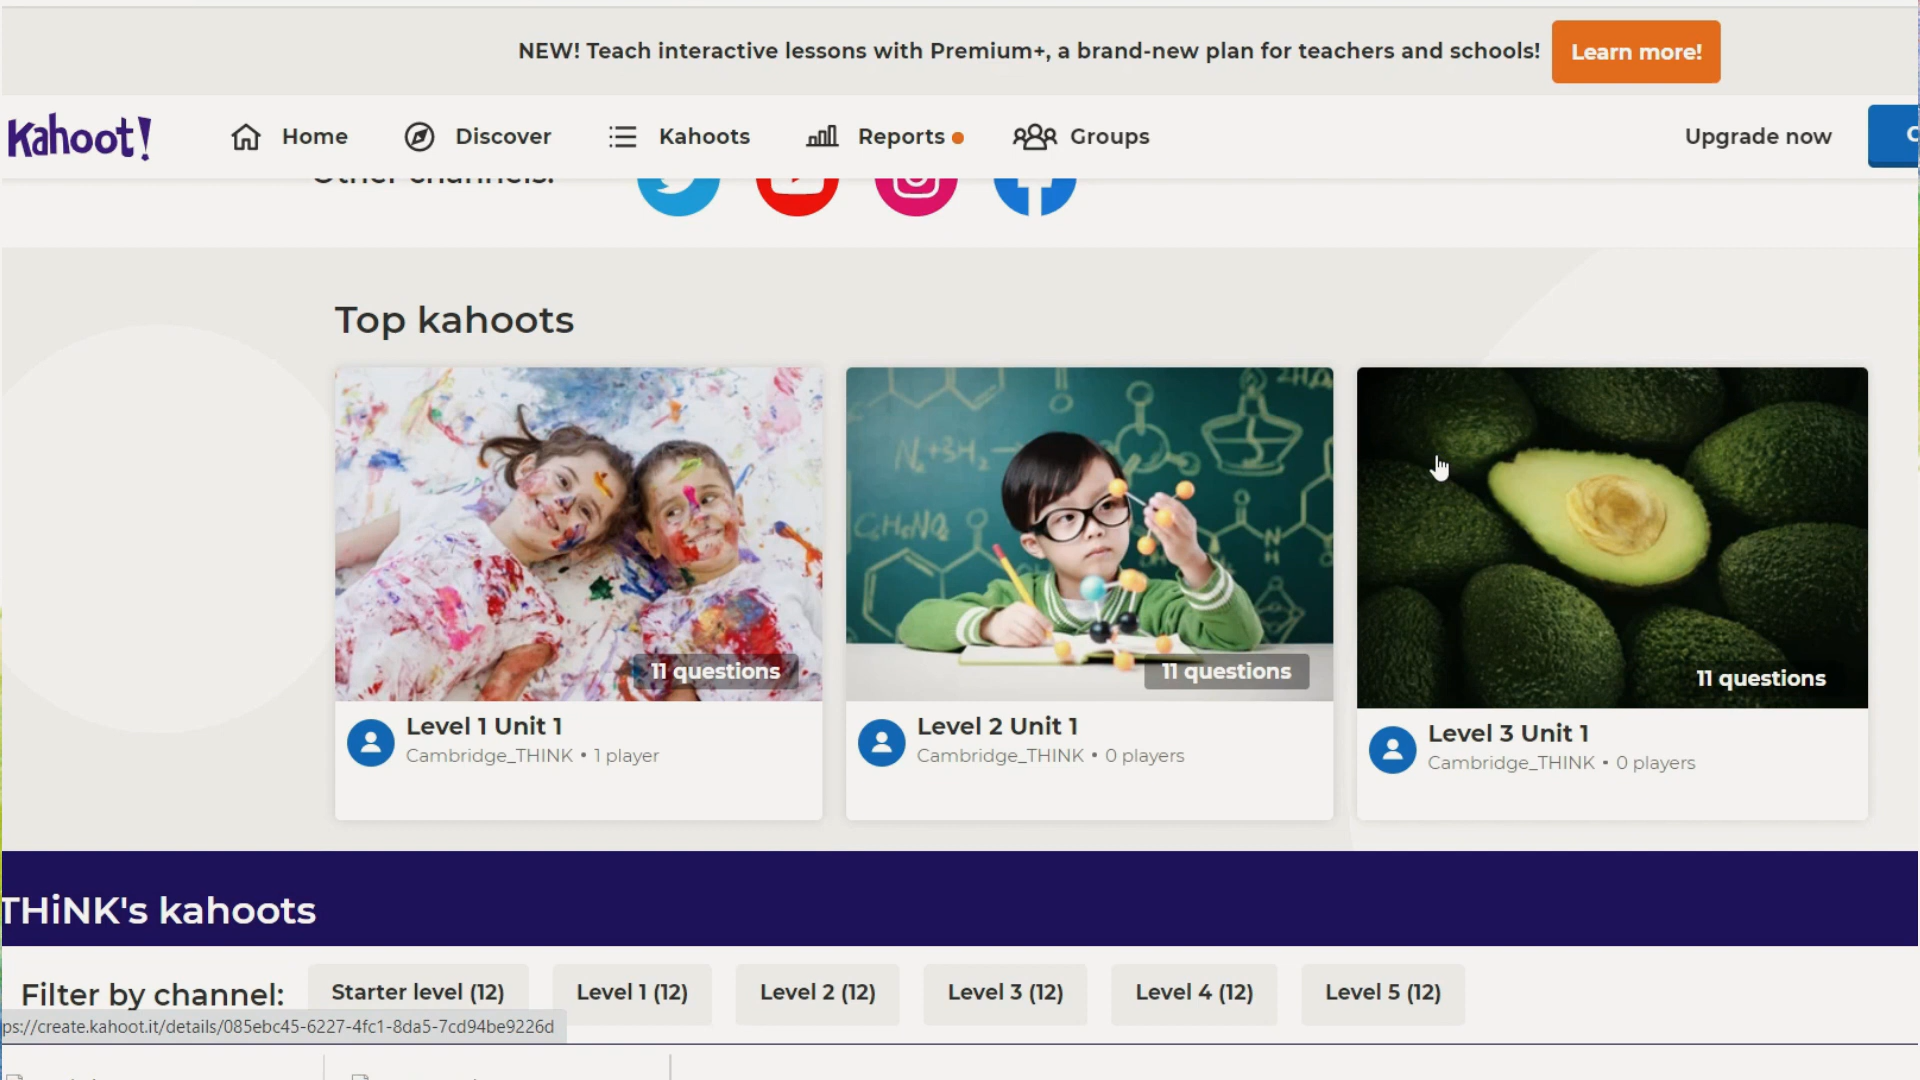 NEW! Teach interactive lessons with Premium+, a brand-new plan for teachers and schools! Learn more!
Kahoot! Home Discover Kahoots Reports Groups Upgrade now
Other channels:
Top kahoots
11 questions 11 questions 11 questions
Level 1 Unit 1
Cambridge_THINK • 1 player
Level 2 Unit 1
Cambridge_THINK • 0 players
Level 3 Unit 1
Cambridge_THINK • 0 players
THiNK's kahoots
Filter by channel: Starter level (12) Level 1 (12) Level 2 (12) Level 3 (12) Level 4 (12) Level 5 (12)
ps://create.kahoot.it/details/085ebc45-6227-4fc1-8da5-7cd94be9226d